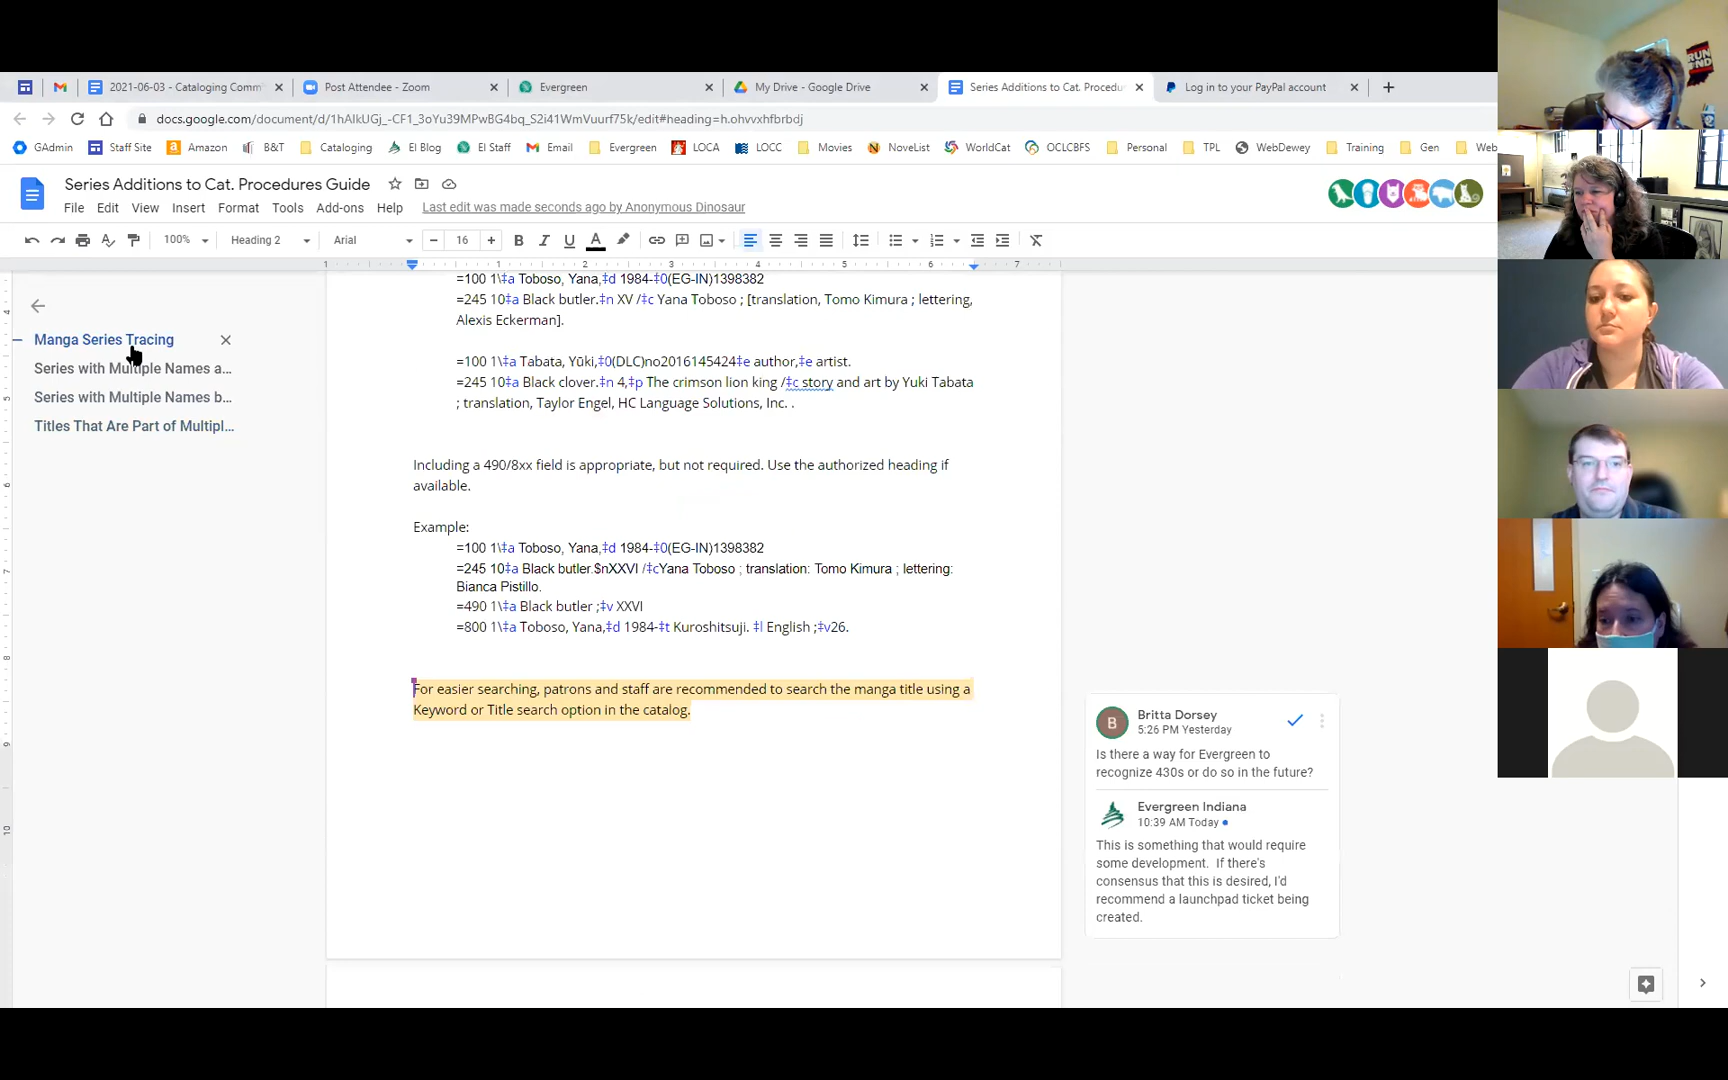 2021-06-03 - Cataloging Comm
Post Attendee - Zoom
Evergreen
My Drive - Google Drive
Series Additions to Cat. Procedu
Log in to your PayPal account
docs.google.com/document/d/1hAIkUGj_-CF1_3oYu39MPwBG4bq_S2i41WmVuurf75k/edit#heading=h.ohvvxhfbrbdj
GAdmin Staff Site Amazon B&T Cataloging EI Blog EI Staff Email Evergreen LOCA LOCC Movies NoveList WorldCat OCLCBFS Personal TPL WebDewey Training Gen Web
Series Additions to Cat. Procedures Guide
File Edit View Insert Format Tools Add-ons Help Last edit was made seconds ago by Anonymous Dinosaur
100% Heading 2 Arial 16 B I U A
1 1 2 3 4 5 6 7
Manga Series Tracing
Series with Multiple Names a...
Series with Multiple Names b...
Titles That Are Part of Multipl...
=100 1\‡a Toboso, Yana,‡d 1984-‡0(EG-IN)1398382
=245 10‡a Black butler.‡n XV /‡c Yana Toboso ; [translation, Tomo Kimura ; lettering,
Alexis Eckerman].
=100 1\‡a Tabata, Yūki,‡0(DLC)no2016145424‡e author,‡e artist.
=245 10‡a Black clover.‡n 4,‡p The crimson lion king /‡c story and art by Yuki Tabata
; translation, Taylor Engel, HC Language Solutions, Inc. .
Including a 490/8xx field is appropriate, but not required. Use the authorized heading if
available.
Example:
=100 1\‡a Toboso, Yana,‡d 1984-‡0(EG-IN)1398382
=245 10‡a Black butler.$nXXVI /‡cYana Toboso ; translation: Tomo Kimura ; lettering:
Bianca Pistillo.
=490 1\‡a Black butler ;‡v XXVI
=800 1\‡a Toboso, Yana,‡d 1984-‡t Kuroshitsuji. ‡l English ;‡v26.
For easier searching, patrons and staff are recommended to search the manga title using a
Keyword or Title search option in the catalog.
B
Britta Dorsey
5:26 PM Yesterday
Is there a way for Evergreen to
recognize 430s or do so in the future?
Evergreen Indiana
10:39 AM Today
This is something that would require
some development. If there's
consensus that this is desired, I'd
recommend a launchpad ticket being
created.